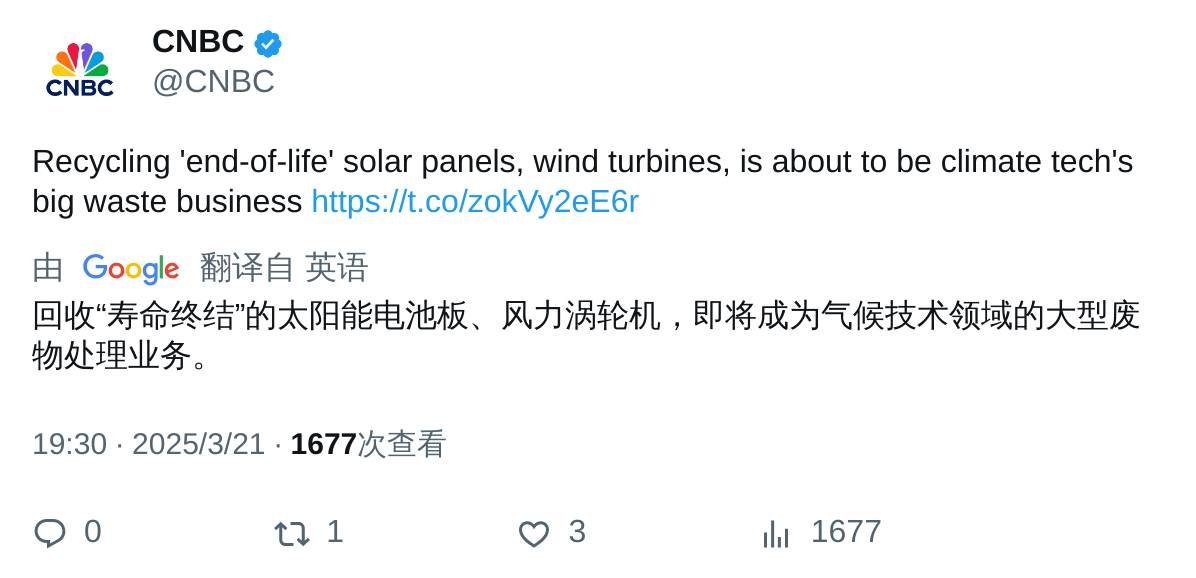 CNBC
CNBC
@CNBC
Recycling 'end-of-life' solar panels, wind turbines, is about to be climate tech's
big waste business https://t.co/zokVy2eE6r
由 Google 翻译自 英语
回收“寿命终结”的太阳能电池板、风力涡轮机，即将成为气候技术领域的大型废
物处理业务。
19:30 · 2025/3/21 · 1677次查看
0 1 3 1677